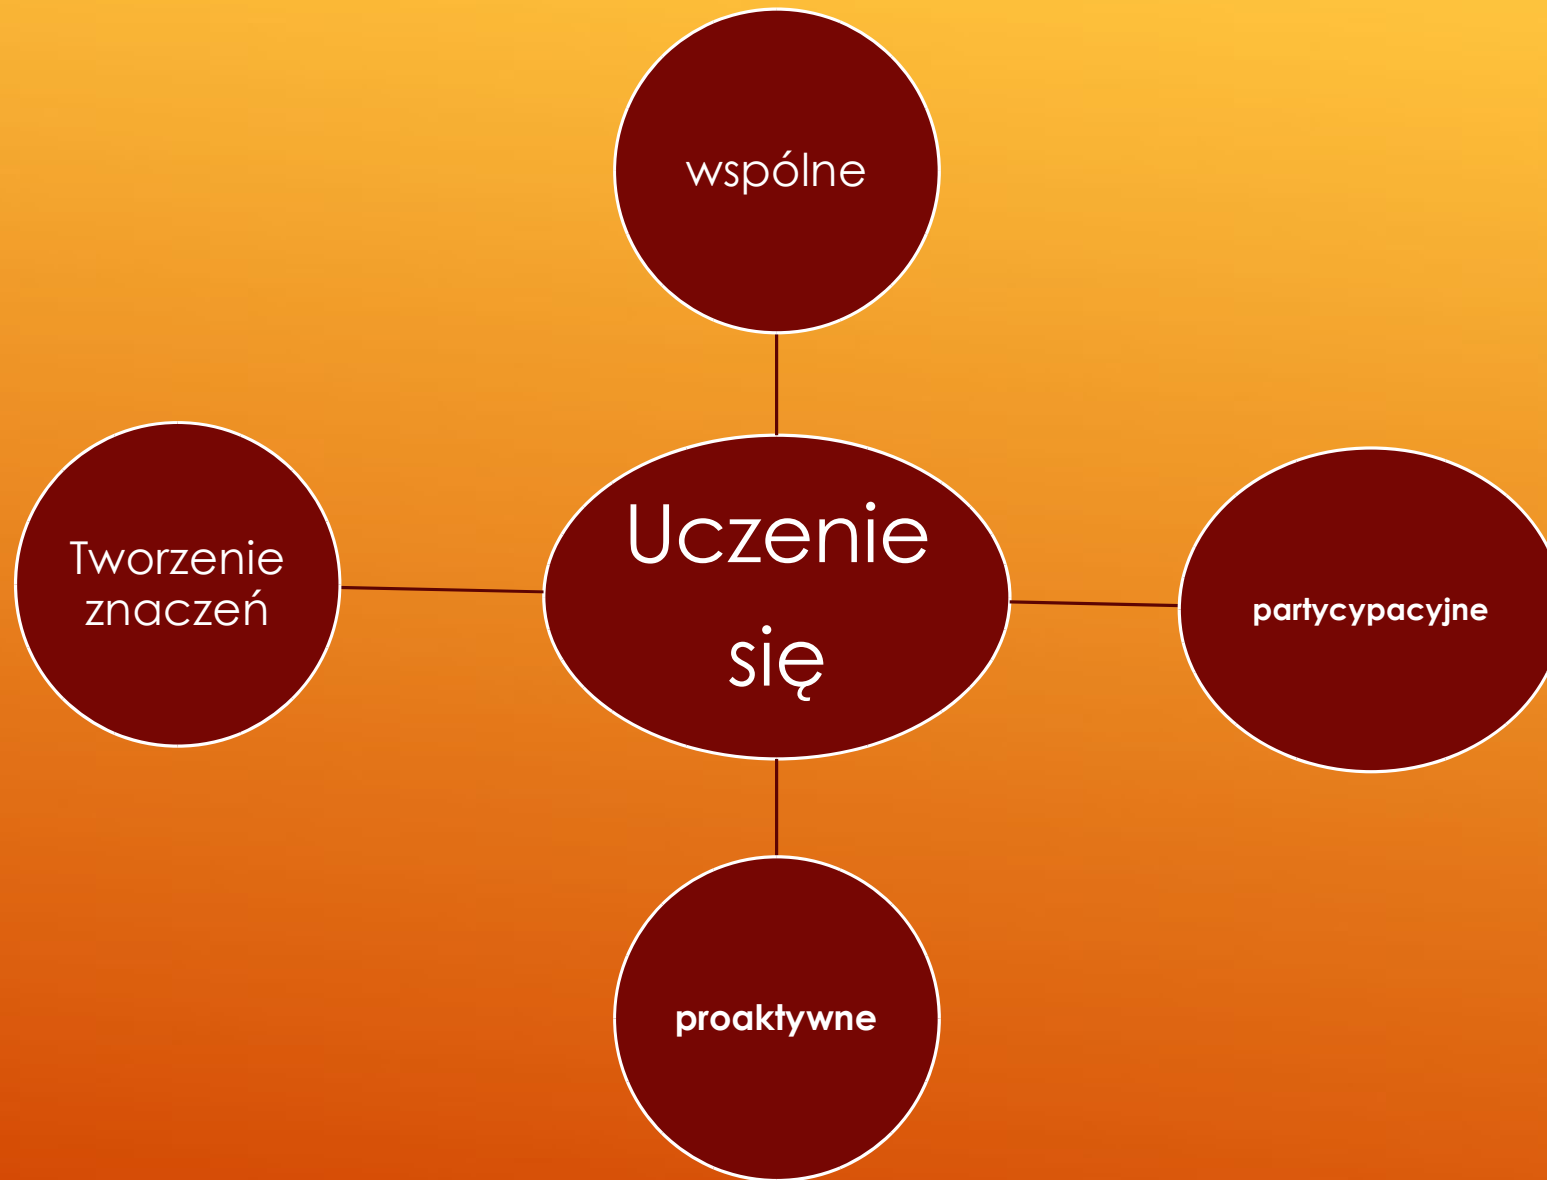 wspólne
Tworzenie
znaczeń
Uczenie
się
partycypacyjne
proaktywne